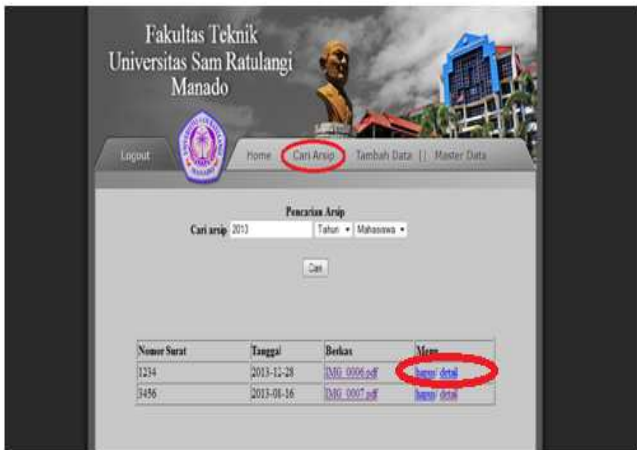 Fakultas Teknik
Universitas Sam Ratulangi
Manado
Logout Home Cari Arsip Tambah Data || Master Data
Pencarian Arsip
Cari arsip 2013 Tahun Mahasiswa
Cari
Nomor Surat Tanggal Berkas Menu
1234 2013-12-28 IMG_0006.pdf hapus/ detail
3456 2013-08-16 IMG_0007.pdf hapus/ detail